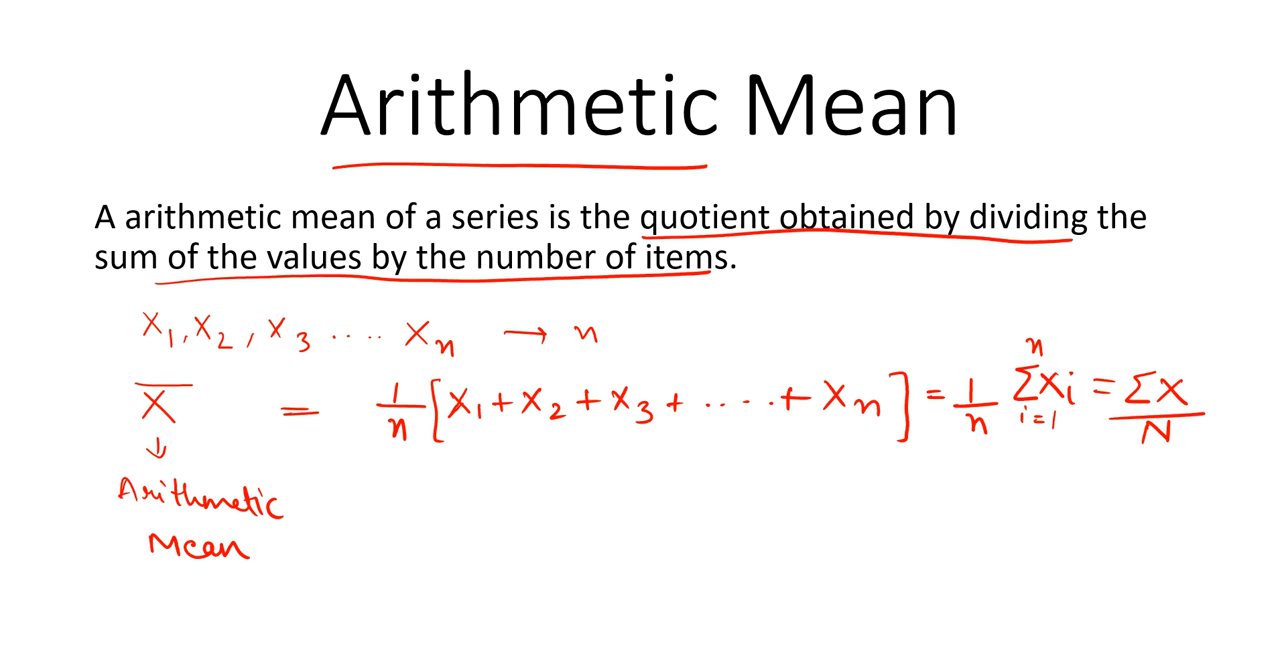 Arithmetic Mean
A arithmetic mean of a series is the quotient obtained by dividing the
sum of the values by the number of items.
X₁, X₂, X₃ ..... Xₙ → n
X̅ = 1/n [X₁ + X₂ + X₃ + ..... + Xₙ] = 1/n Σⁿᵢ₌₁ Xi = ΣX/N
↓
Arithmetic
Mean